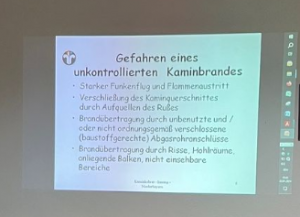 Gefahren eines
unkontrollierten Kaminbrandes
• Starker Funkenflug und Flammenaustritt
• Verschließung des Kaminquerschnittes
durch Aufquellen des Rußes
• Brandübertragung durch unbenutzte und /
oder nicht ordnungsgemäß verschlossene
(baustoffgerechte) Abgasrohranschlüsse
• Brandübertragung durch Risse, Hohlräume,
anliegende Balken, nicht einsehbare
Bereiche